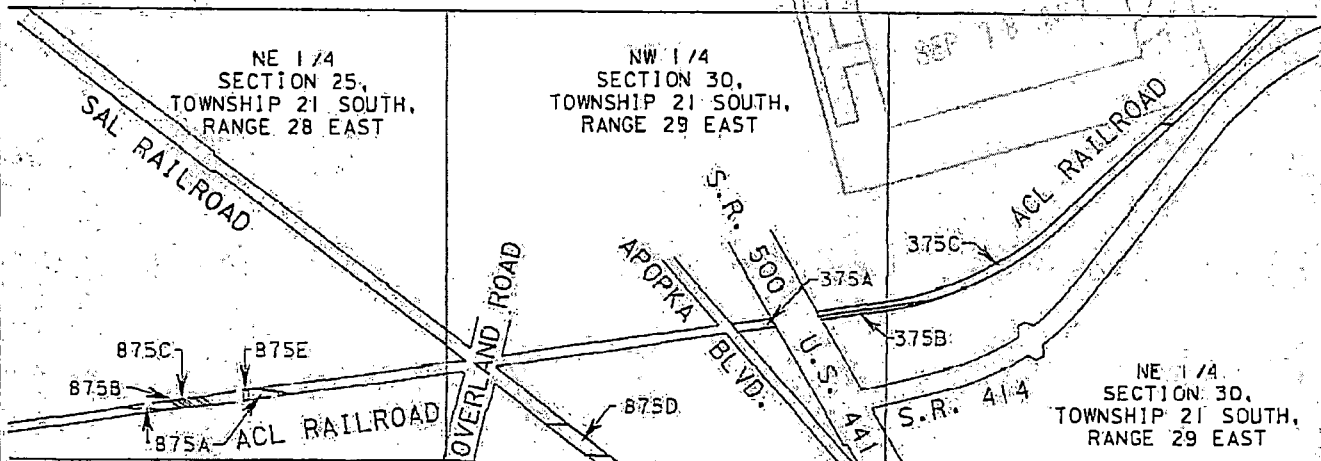 NE 1/4
SECTION 25,
TOWNSHIP 21 SOUTH,
RANGE 28 EAST
NW 1/4
SECTION 30,
TOWNSHIP 21 SOUTH,
RANGE 29 EAST
SEP 18
SAL RAILROAD
ACL RAILROAD
S.R. 500
U.S. 441
APOPKA BLVD.
OVERLAND ROAD
375C
375A
375B
875C
875E
875B
875A
ACL RAILROAD
875D
S.R. 414
NE 1/4
SECTION 30,
TOWNSHIP 21 SOUTH,
RANGE 29 EAST